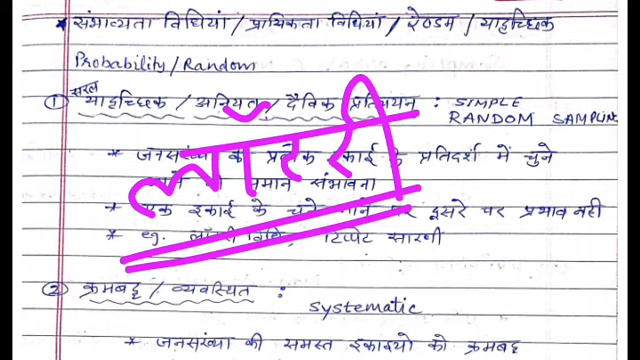 * संभाव्यता विधियां / प्रायिकता विधियां / रेण्डम / यादृच्छिक
Probability / Random
① सरल यादृच्छिक / अनियत / दैविक प्रतिचयन : SIMPLE
RANDOM SAMPLING
लॉटरी
* जनसंख्या की प्रत्येक इकाई के प्रतिदर्श में चुने
जाने की समान संभावना
* एक इकाई के चुने जाने पर दूसरे पर प्रभाव नही
* eg. लॉटरी विधि, टिप्पेट सारणी
② क्रमबद्ध / व्यवस्थित :
Systematic
* जनसंख्या की समस्त इकाइयो को क्रमबद्ध